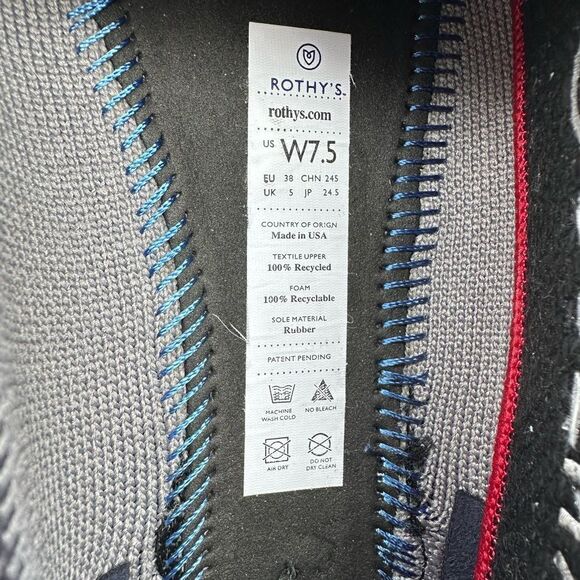 ROTHY'S
rothys.com
US W7.5
EU 38 CHN 245
UK 5 JP 24.5
COUNTRY OF ORIGN
Made in USA
TEXTILE UPPER
100% Recycled
FOAM
100% Recyclable
SOLE MATERIAL
Rubber
PATENT PENDING
MACHINE WASH COLD
NO BLEACH
AIR DRY
DO NOT DRY CLEAN